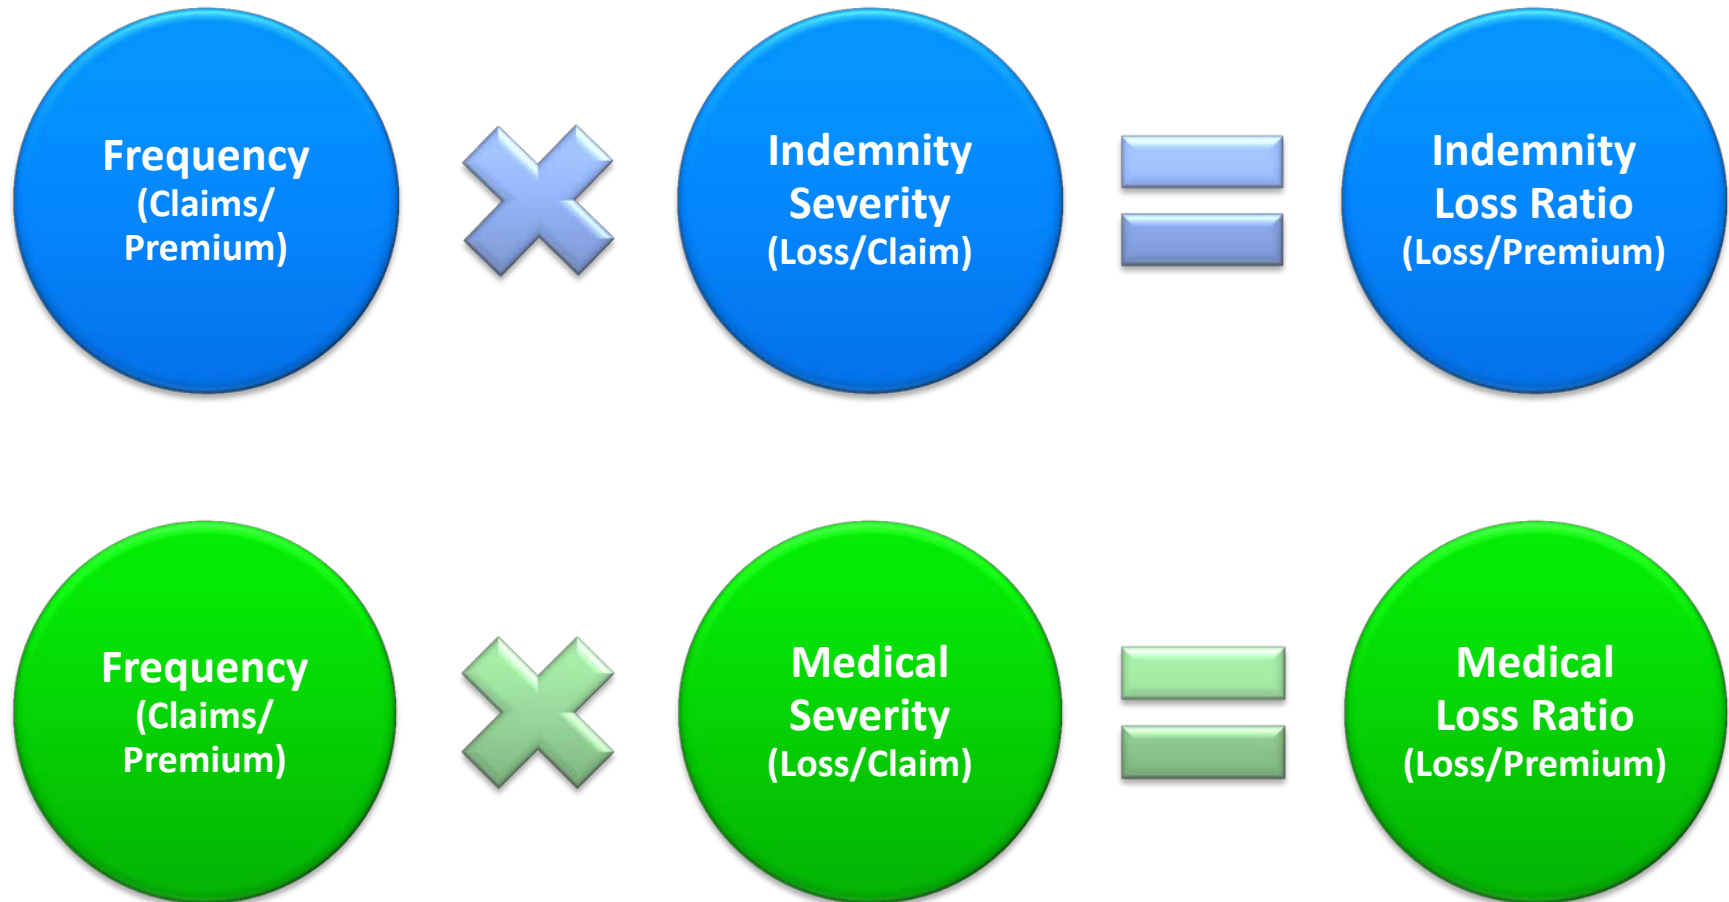 Frequency
(Claims/
Premium)
Indemnity
Severity
(Loss/Claim)
Indemnity
Loss Ratio
(Loss/Premium)
Frequency
(Claims/
Premium)
Medical
Severity
(Loss/Claim)
Medical
Loss Ratio
(Loss/Premium)